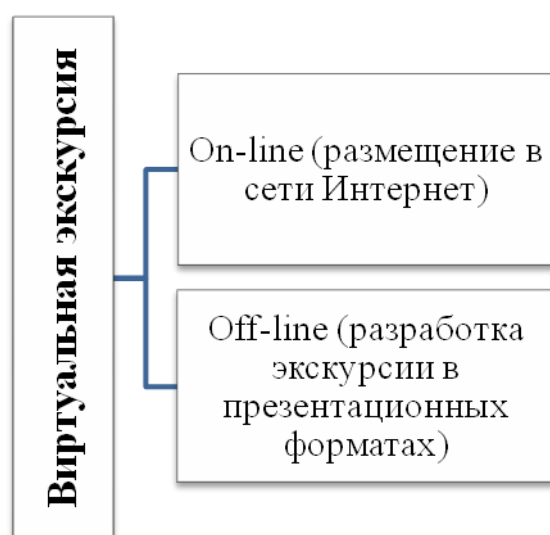 Виртуальная экскурсия
On-line (размещение в
сети Интернет)
Off-line (разработка
экскурсии в
презентационных
форматах)